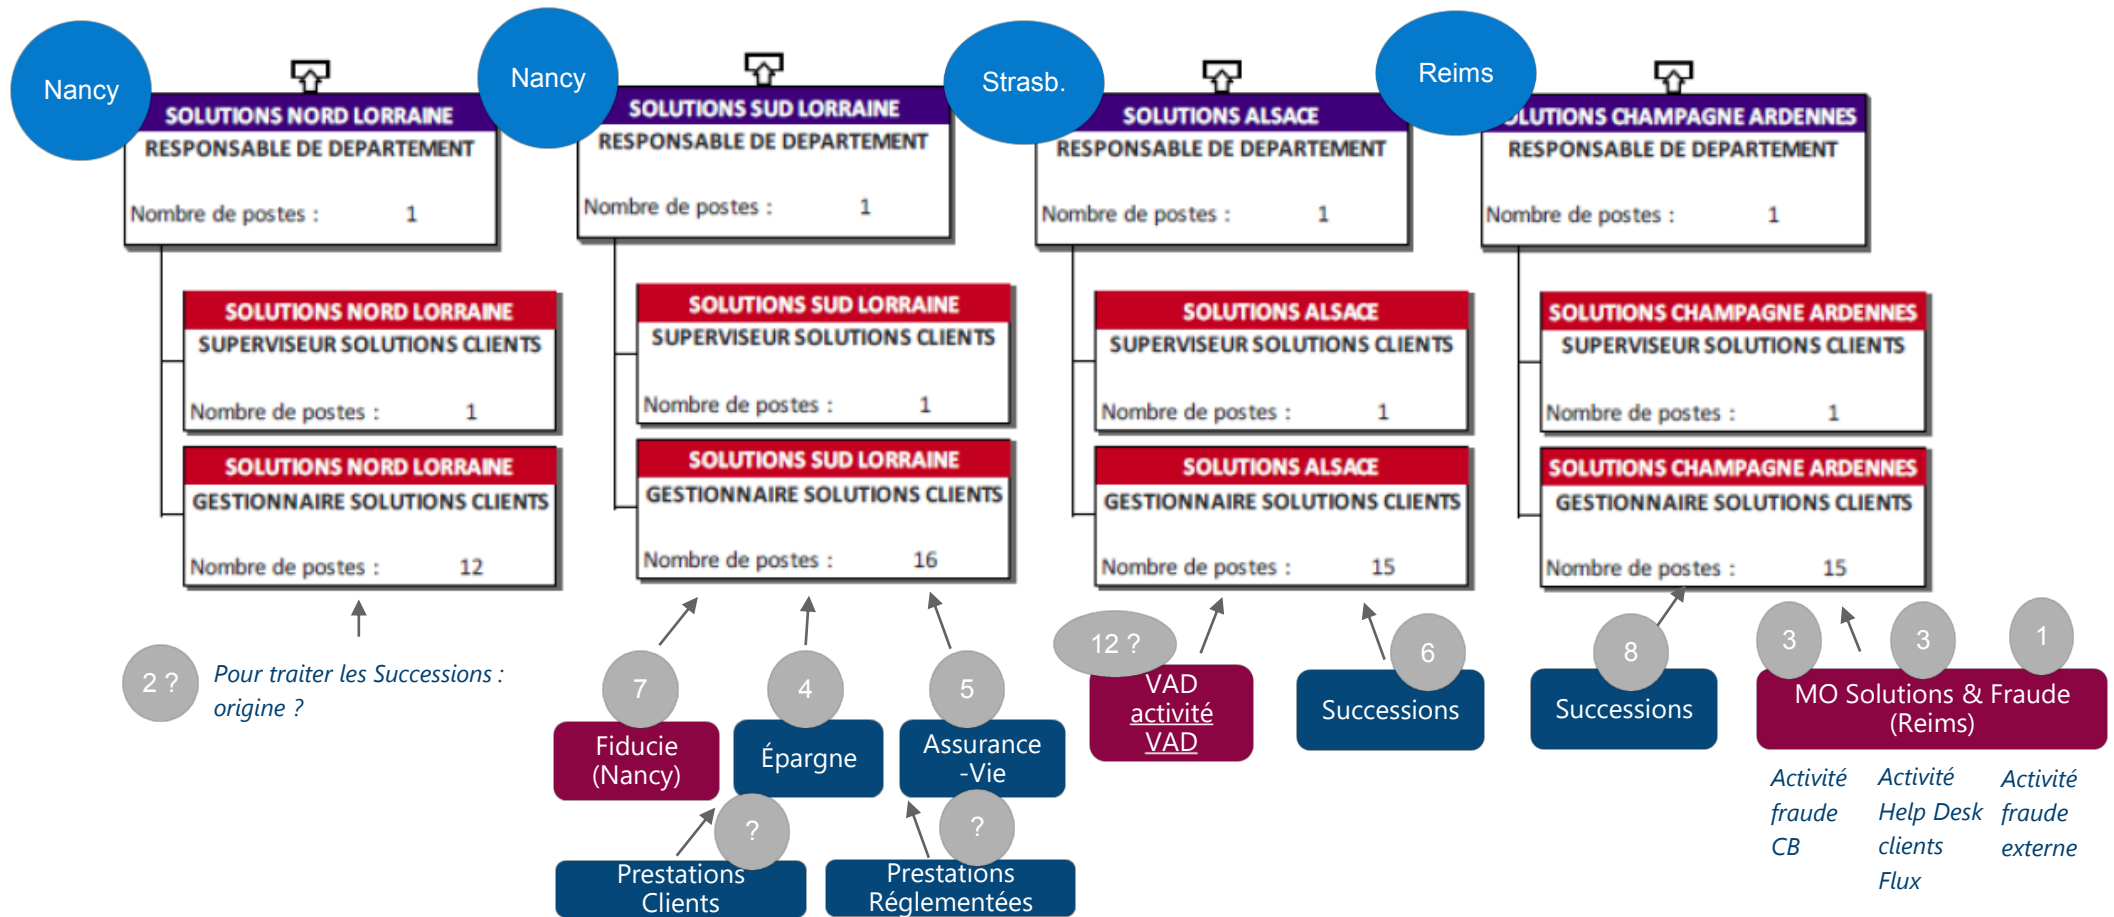 Nancy
SOLUTIONS NORD LORRAINE
RESPONSABLE DE DEPARTEMENT
Nombre de postes : 1
SOLUTIONS NORD LORRAINE
SUPERVISEUR SOLUTIONS CLIENTS
Nombre de postes : 1
SOLUTIONS NORD LORRAINE
GESTIONNAIRE SOLUTIONS CLIENTS
Nombre de postes : 12
2 ?
Pour traiter les Successions :
origine ?
Nancy
SOLUTIONS SUD LORRAINE
RESPONSABLE DE DEPARTEMENT
Nombre de postes : 1
SOLUTIONS SUD LORRAINE
SUPERVISEUR SOLUTIONS CLIENTS
Nombre de postes : 1
SOLUTIONS SUD LORRAINE
GESTIONNAIRE SOLUTIONS CLIENTS
Nombre de postes : 16
7
Fiducie
(Nancy)
4
Épargne
5
Assurance
-Vie
?
Prestations
Clients
?
Prestations
Réglementées
Strasb.
SOLUTIONS ALSACE
RESPONSABLE DE DEPARTEMENT
Nombre de postes : 1
SOLUTIONS ALSACE
SUPERVISEUR SOLUTIONS CLIENTS
Nombre de postes : 1
SOLUTIONS ALSACE
GESTIONNAIRE SOLUTIONS CLIENTS
Nombre de postes : 15
12 ?
VAD
activité
VAD
6
Successions
Reims
SOLUTIONS CHAMPAGNE ARDENNES
RESPONSABLE DE DEPARTEMENT
Nombre de postes : 1
SOLUTIONS CHAMPAGNE ARDENNES
SUPERVISEUR SOLUTIONS CLIENTS
Nombre de postes : 1
SOLUTIONS CHAMPAGNE ARDENNES
GESTIONNAIRE SOLUTIONS CLIENTS
Nombre de postes : 15
8
Successions
3
3
1
MO Solutions & Fraude
(Reims)
Activité
fraude
CB
Activité
Help Desk
clients
Flux
Activité
fraude
externe